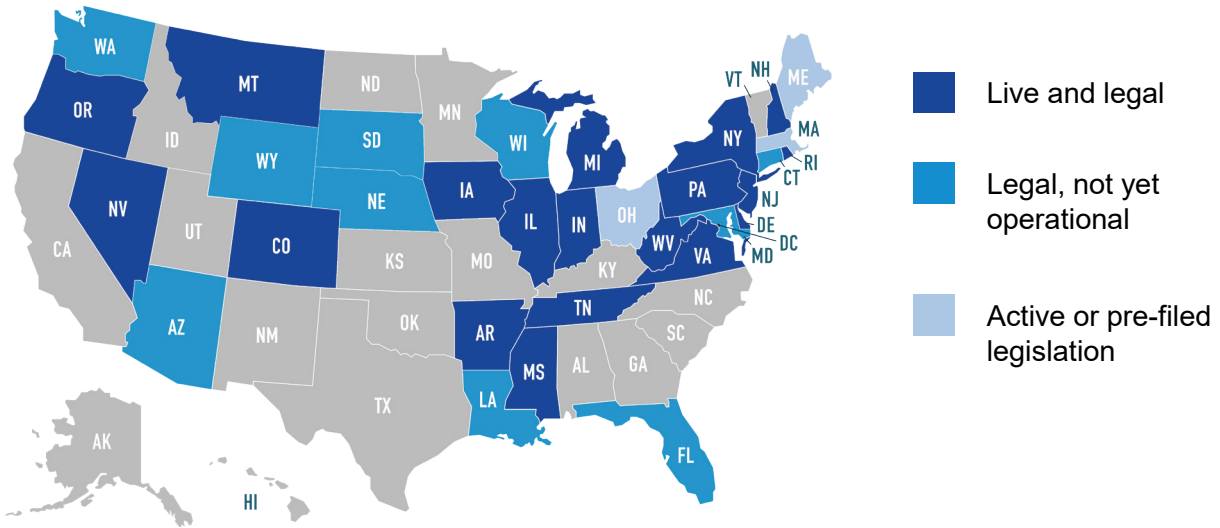 WA
MT
ND
MN
OR
ID
SD
WI
MI
VT
NH
ME
NY
MA
RI
CT
WY
NE
IA
PA
NJ
NV
UT
CO
IL
IN
OH
DE
DC
MD
WV
VA
CA
KS
MO
KY
NC
AZ
NM
OK
AR
TN
SC
MS
AL
GA
TX
LA
FL
AK
HI
Live and legal
Legal, not yet
operational
Active or pre-filed
legislation